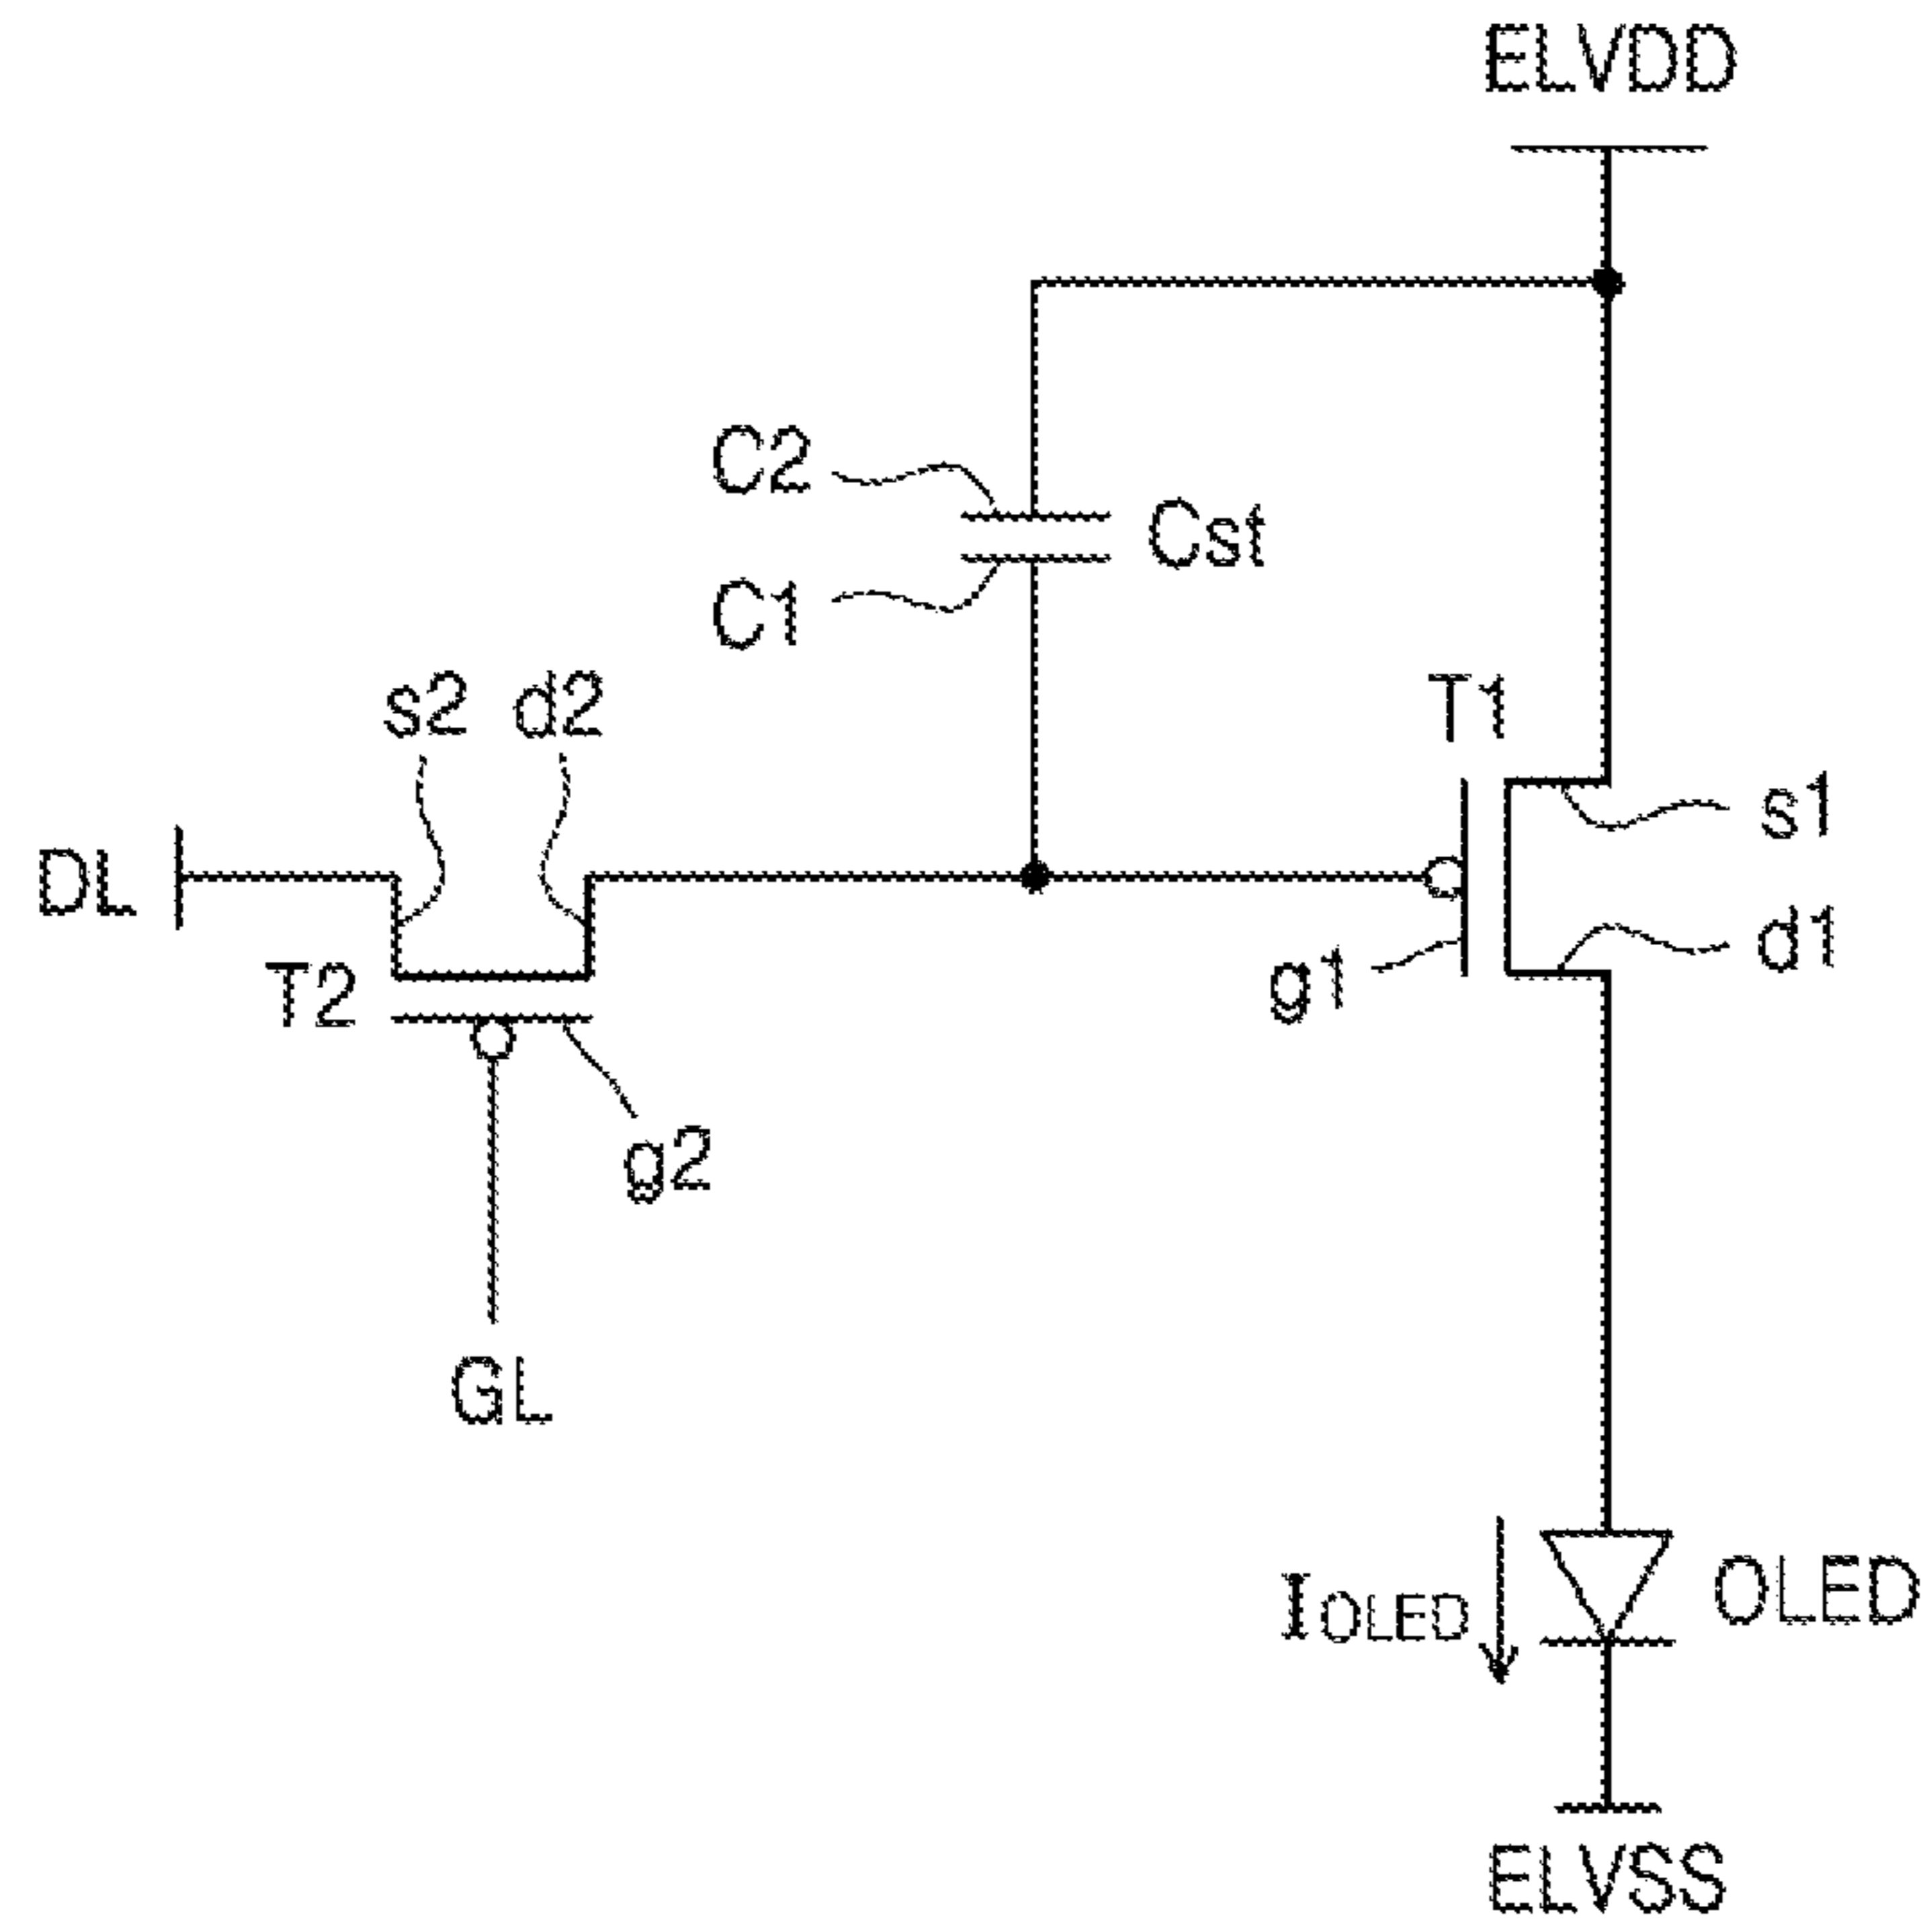 ELVDD
C2
Cst
C1
s2 d2
T1
s1
DL
d1
T2
g1
g2
GL
IOLED
OLED
ELVSS